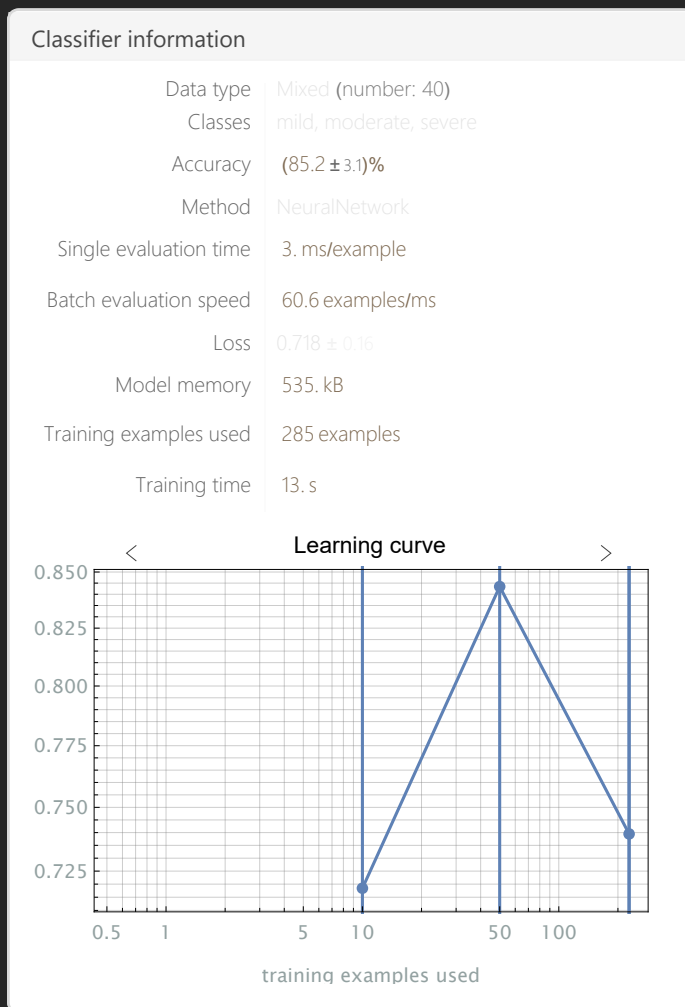 Classifier information
Data type Mixed (number: 40)
Classes mild, moderate, severe
Accuracy (85.2 ± 3.1)%
Method NeuralNetwork
Single evaluation time 3. ms/example
Batch evaluation speed 60.6 examples/ms
Loss 0.718 ± 0.16
Model memory 535. kB
Training examples used 285 examples
Training time 13. s
Learning curve
0.850
0.825
0.800
0.775
0.750
0.725
0.5 1 5 10 50 100
training examples used